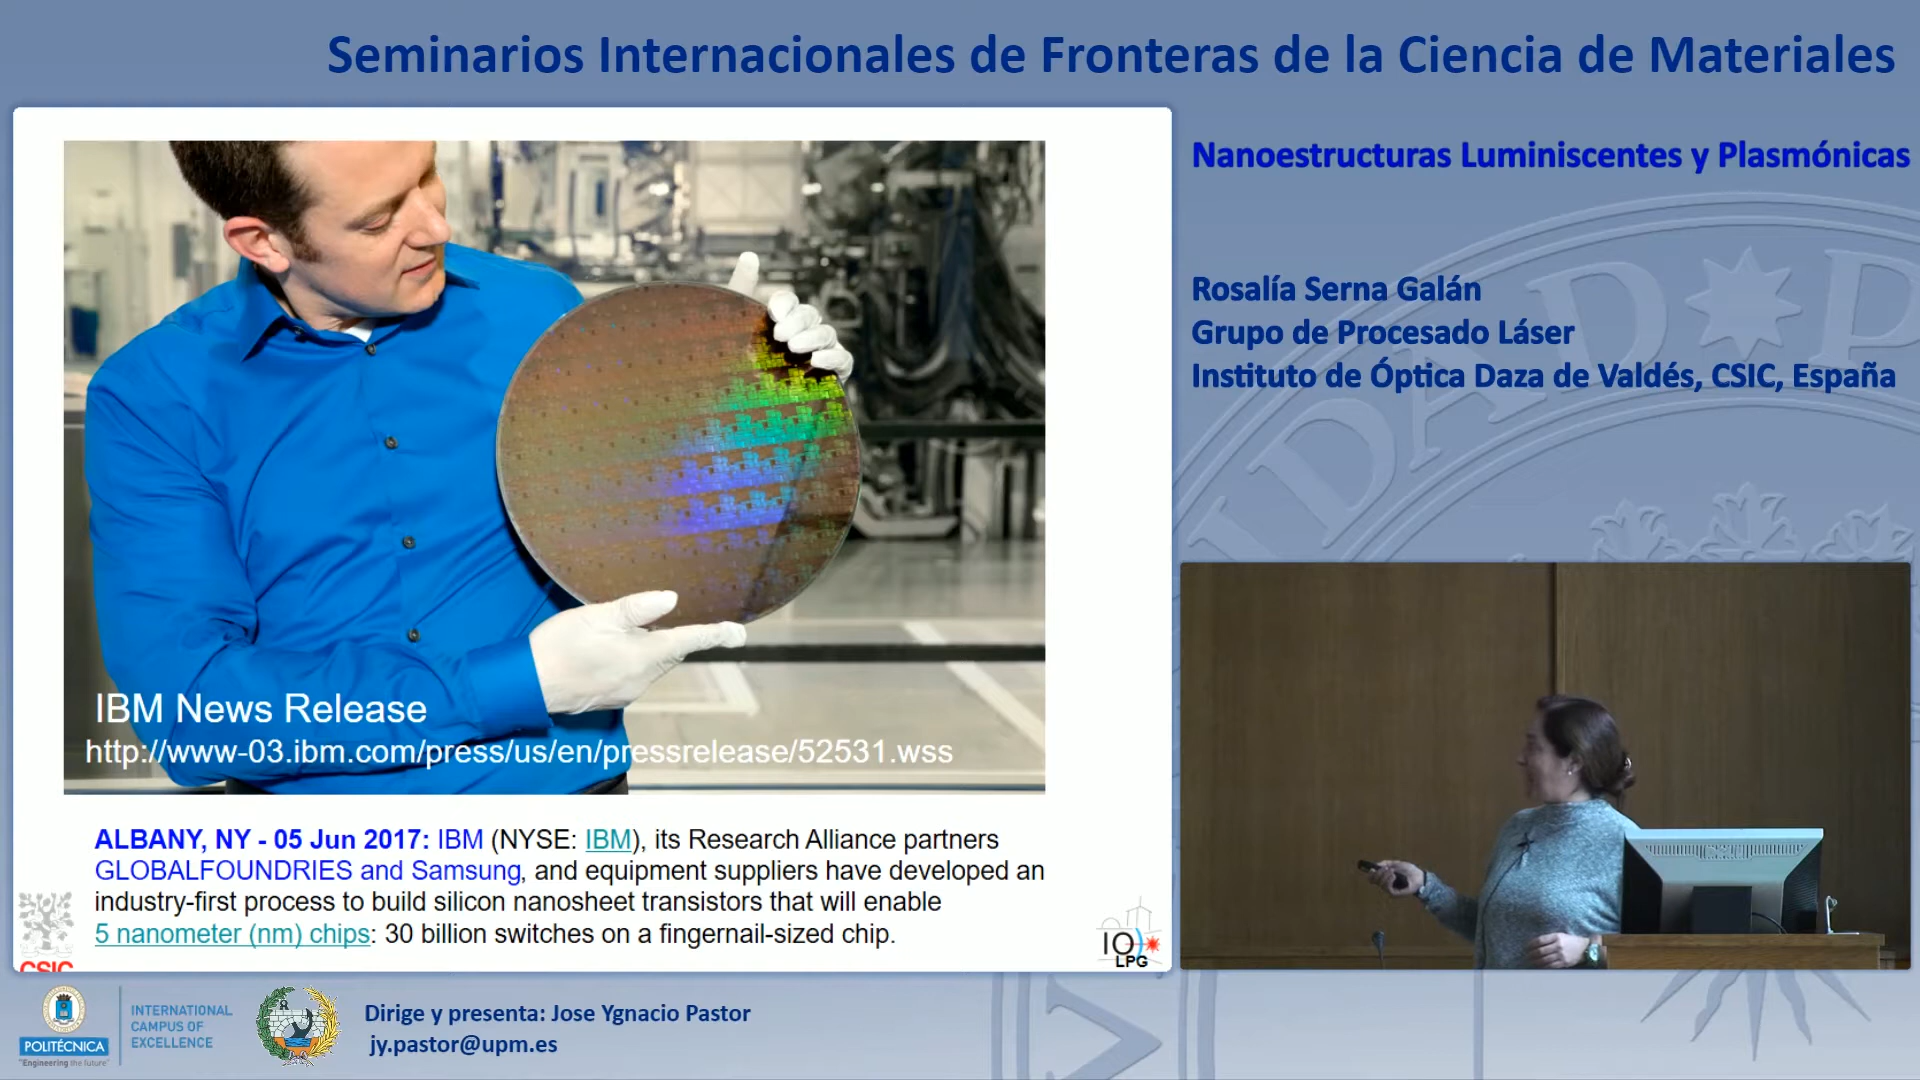 Seminarios Internacionales de Fronteras de la Ciencia de Materiales
Nanoestructuras Luminiscentes y Plasmónicas
Rosalía Serna Galán
Grupo de Procesado Láser
Instituto de Óptica Daza de Valdés, CSIC, España
IBM News Release
http://www-03.ibm.com/press/us/en/pressrelease/52531.wss
ALBANY, NY - 05 Jun 2017: IBM (NYSE: IBM), its Research Alliance partners
GLOBALFOUNDRIES and Samsung, and equipment suppliers have developed an
industry-first process to build silicon nanosheet transistors that will enable
5 nanometer (nm) chips: 30 billion switches on a fingernail-sized chip.
CSIC
IO
LPG
POLITÉCNICA
"Engineering the future"
INTERNATIONAL
CAMPUS OF
EXCELLENCE
Dirige y presenta: Jose Ygnacio Pastor
jy.pastor@upm.es